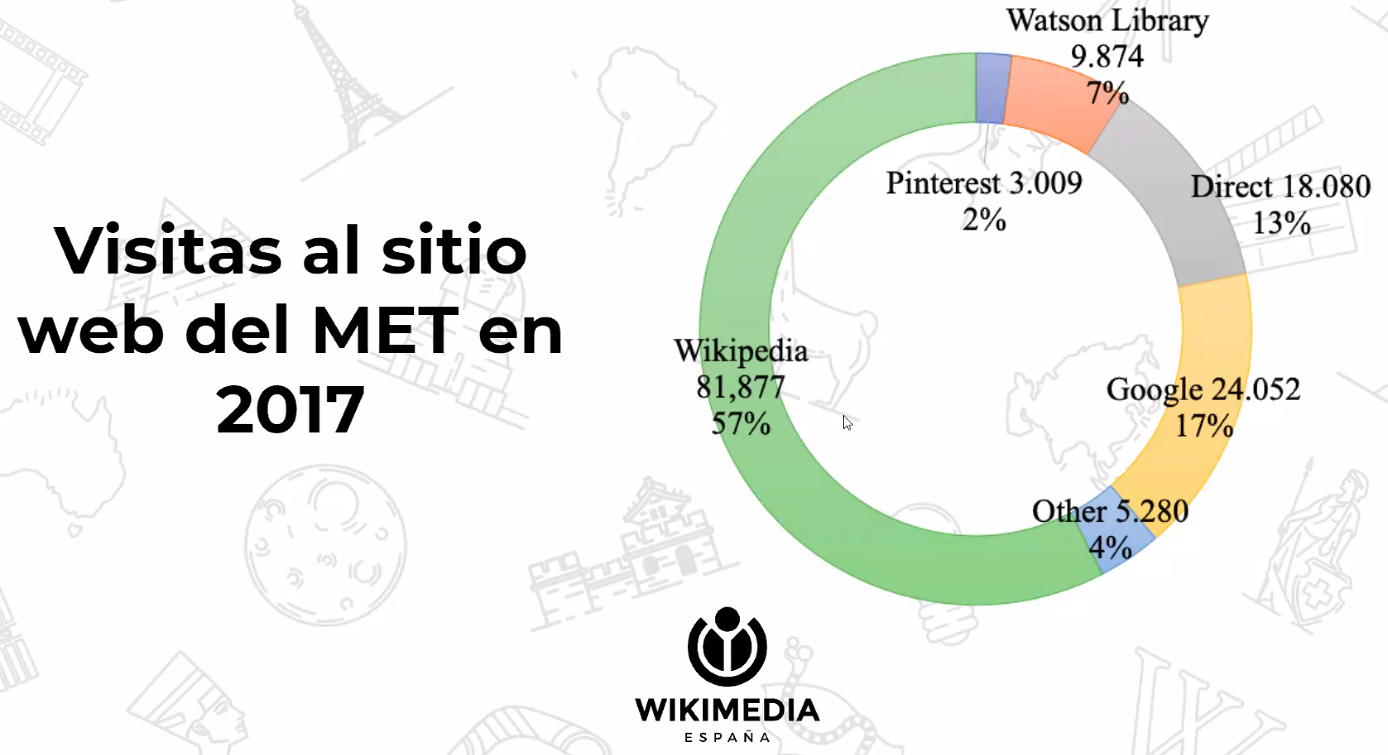 Visitas al sitio
web del MET en
2017
Watson Library
9.874
7%
Pinterest 3.009
2%
Direct 18.080
13%
Wikipedia
81,877
57%
Google 24.052
17%
Other 5.280
4%
WIKIMEDIA
ESPAÑA